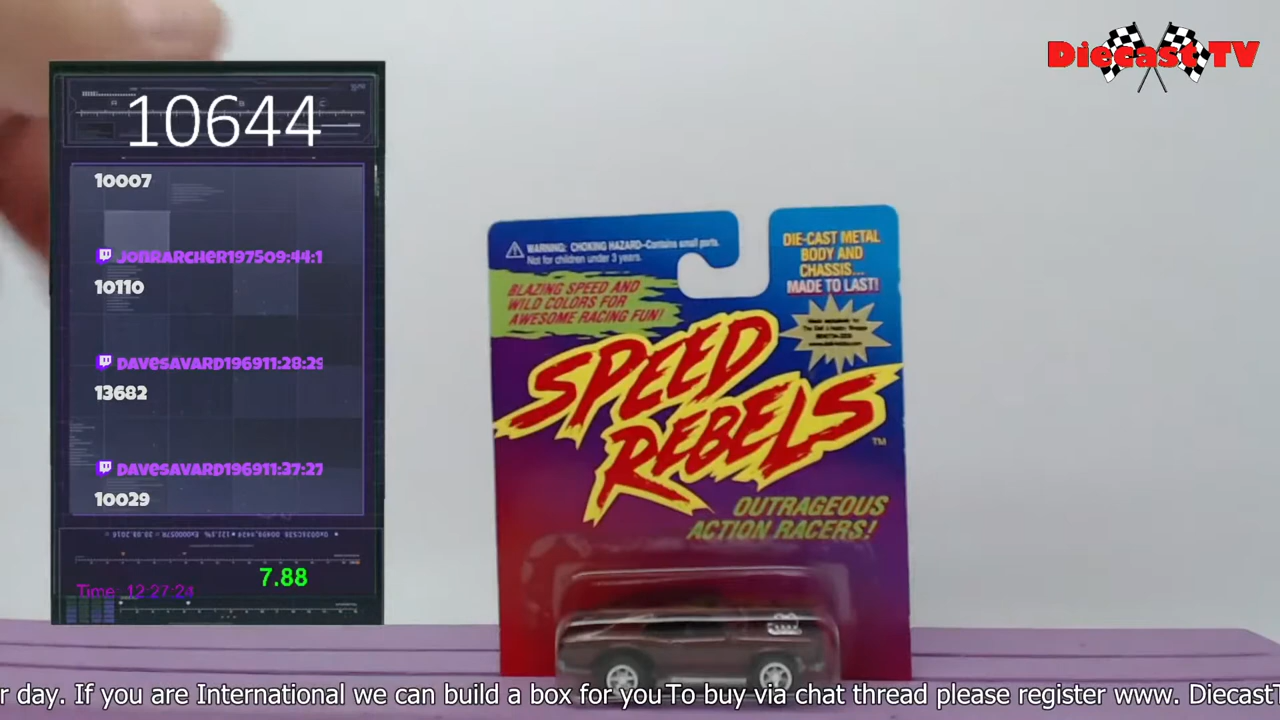 Diecast TV
10644
10007
JONRARCHER197509:44:1
10110
DAVESAVARD196911:28:29
13682
DAVESAVARD196911:37:27
10029
7.88
Time 12:27:24
WARNING: CHOKING HAZARD–Contains small parts.
Not for children under 3 years.
DIE-CAST METAL
BODY AND
CHASSIS...
MADE TO LAST!
BLAZING SPEED AND
WILD COLORS FOR
AWESOME RACING FUN!
SPEED
REBELS
TM
OUTRAGEOUS
ACTION RACERS!
r day. If you are International we can build a box for youTo buy via chat thread please register www. DiecastT